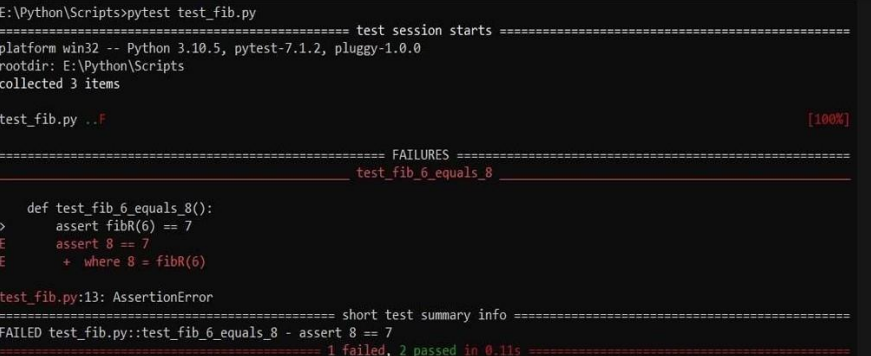 E:\Python\Scripts>pytest test_fib.py
============================================== test session starts ==============================================
platform win32 -- Python 3.10.5, pytest-7.1.2, pluggy-1.0.0
rootdir: E:\Python\Scripts
collected 3 items
test_fib.py ..F [100%]
=================================================== FAILURES ===================================================
______________________________________________ test_fib_6_equals_8 ______________________________________________
def test_fib_6_equals_8():
> assert fibR(6) == 7
E assert 8 == 7
E + where 8 = fibR(6)
test_fib.py:13: AssertionError
============================================ short test summary info ============================================
FAILED test_fib.py::test_fib_6_equals_8 - assert 8 == 7
========================================== 1 failed, 2 passed in 0.11s ==========================================